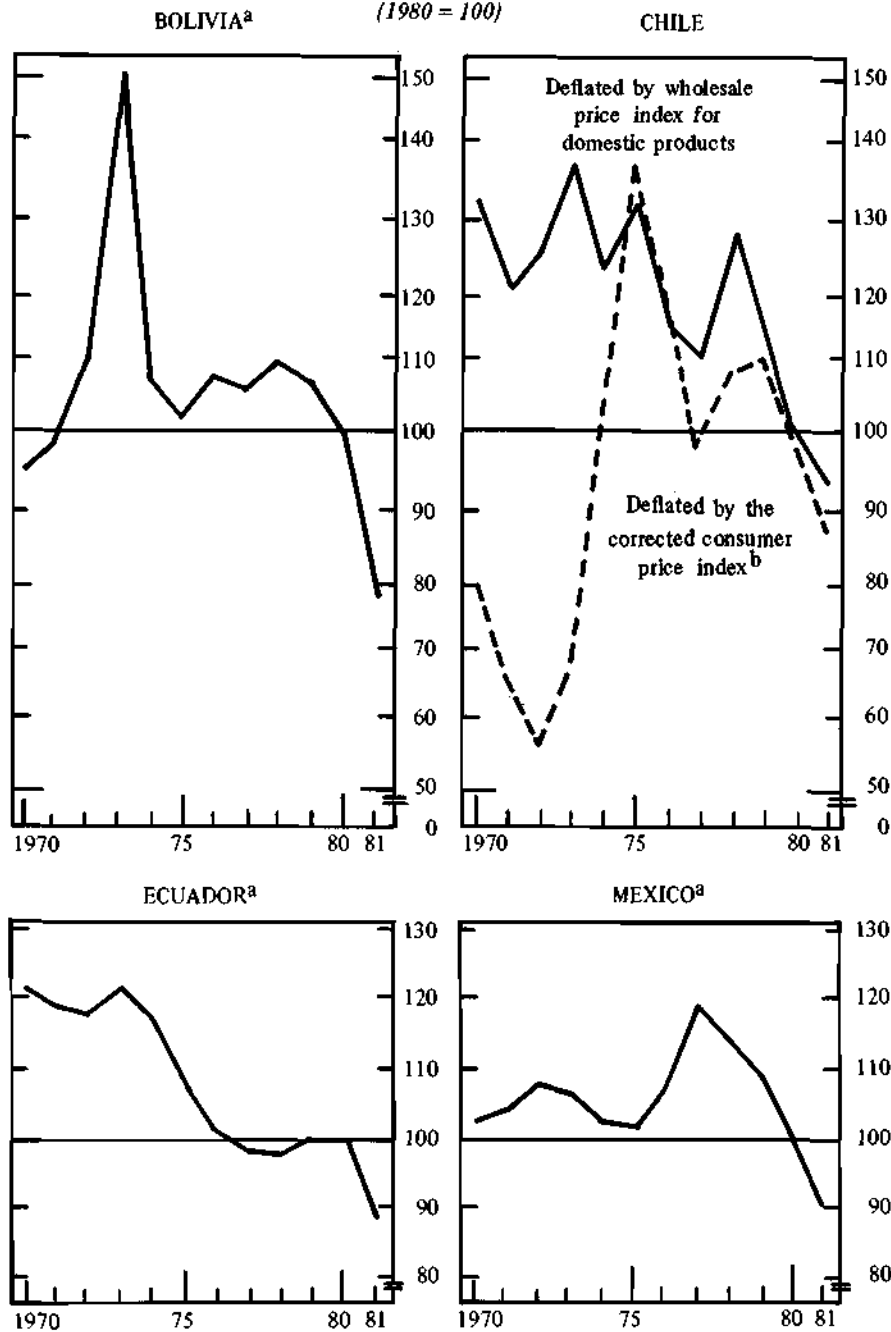 (1980 = 100)
BOLIVIAa
150
140
130
120
110
100
90
80
70
60
50
0
1970 75 80 81
CHILE
Deflated by wholesale
price index for
domestic products
Deflated by the
corrected consumer
price indexb
150
140
130
120
110
100
90
80
70
60
50
0
1970 75 80 81
ECUADORa
130
120
110
100
90
80
1970 75 80 81
MEXICOa
130
120
110
100
90
80
1970 75 80 81